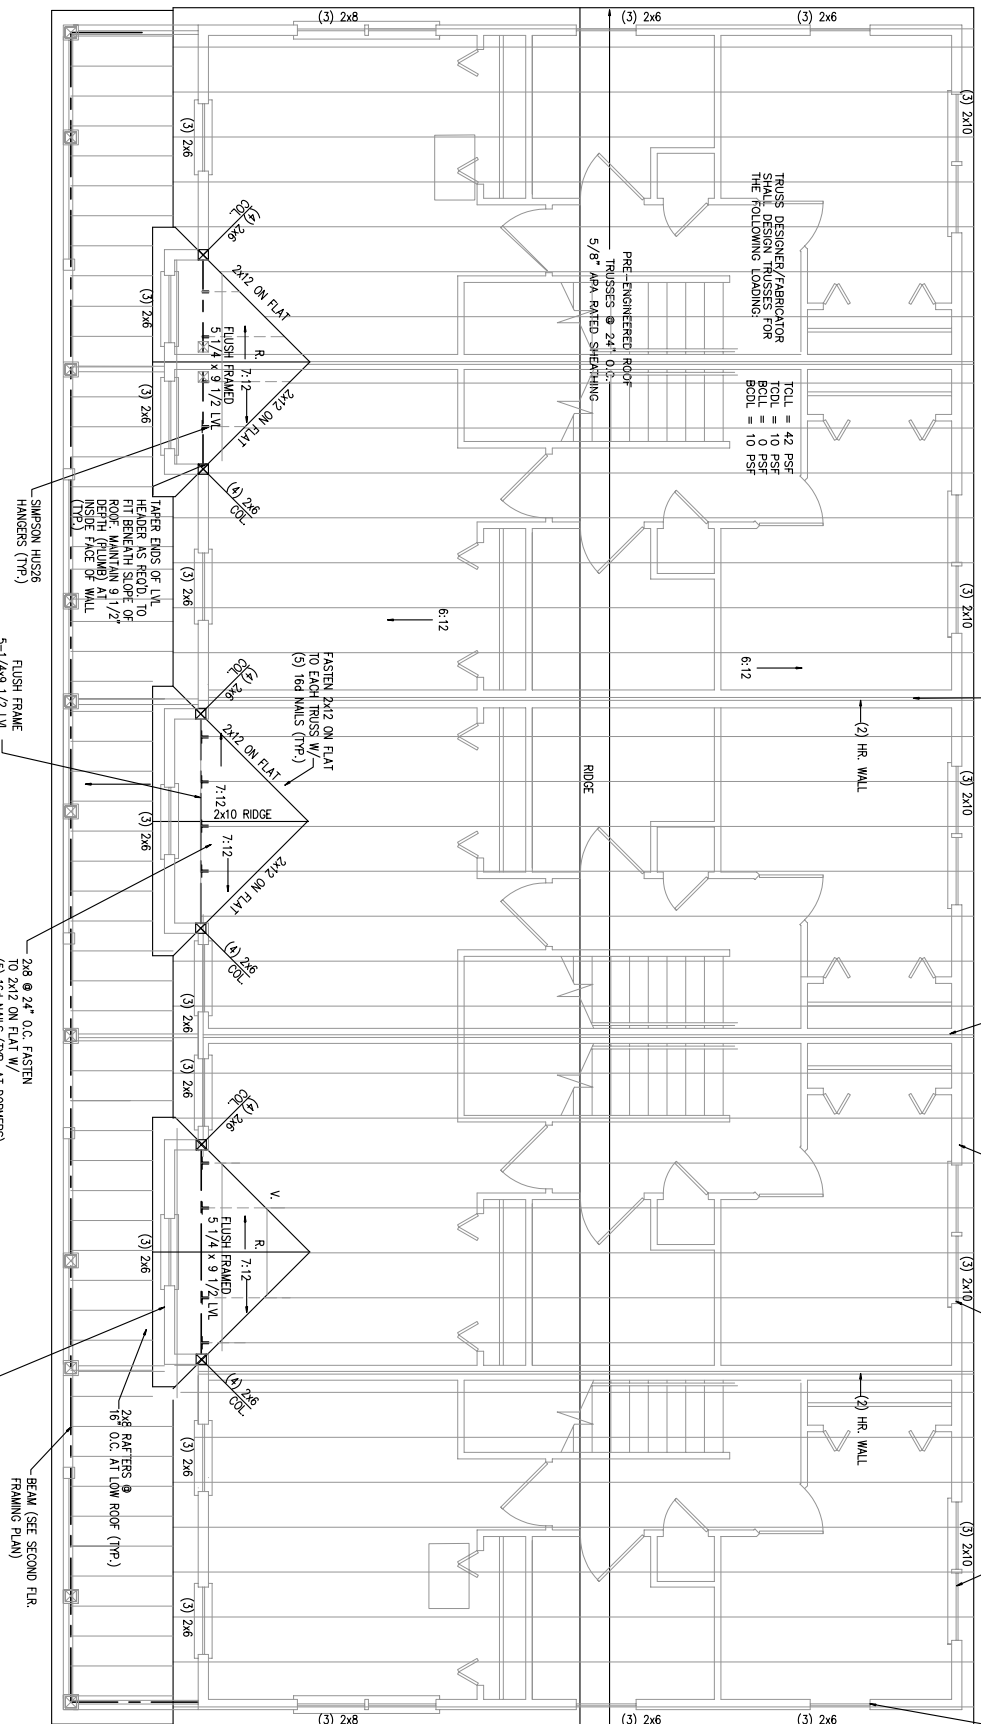 (3) 2x8
(3) 2x6
(3) 2x6
(3) 2x10
(3) 2x6
TRUSS DESIGNER/FABRICATOR
SHALL DESIGN TRUSSES FOR
THE FOLLOWING LOADING:
TCLL = 42 PSF
TCDL = 10 PSF
BCLL = 0 PSF
BCDL = 10 PSF
PRE-ENGINEERED ROOF
TRUSSES @ 24" O.C.
5/8" APA RATED SHEATHING
(4) 2x6
COL
2x12 ON FLAT
(3) 2x6
R.
7:12
FLUSH FRAMED
5 1/4 x 9 1/2 LVL
2x12 ON FLAT
(3) 2x6
(4) 2x6
COL.
SIMPSON HUS26
HANGERS (TYP.)
TAPER ENDS OF LVL
HEADER AS REQ'D. TO
FIT BENEATH SLOPE OF
ROOF. MAINTAIN 9 1/2"
DEPTH (PLUMB) AT
INSIDE FACE OF WALL
(TYP.)
(3) 2x6
6:12
6:12
(3) 2x10
FLUSH FRAME
5-1/4x9 1/2 LVL
FASTEN 2x12 ON FLAT
TO EACH TRUSS W/
(5) 16d NAILS (TYP.)
(4) 2x6
COL
2x12 ON FLAT
7:12
2x10 RIDGE
7:12
(3) 2x6
2x12 ON FLAT
(4) 2x6
COL.
RIDGE
(2) HR. WALL
(3) 2x10
2x8 @ 24" O.C. FASTEN
TO 2x12 ON FLAT W/
(5) 16d NAILS (TYP. AT DORMERS)
(3) 2x6
(3) 2x6
(4) 2x6
COL
V.
R.
7:12
FLUSH FRAMED
5 1/4 x 9 1/2 LVL
(3) 2x6
(4) 2x6
COL.
(3) 2x10
(2) HR. WALL
2x8 RAFTERS @
16" O.C. AT LOW ROOF (TYP.)
BEAM (SEE SECOND FLR.
FRAMING PLAN)
(3) 2x6
(3) 2x6
(3) 2x10
(3) 2x8
(3) 2x6
(3) 2x6